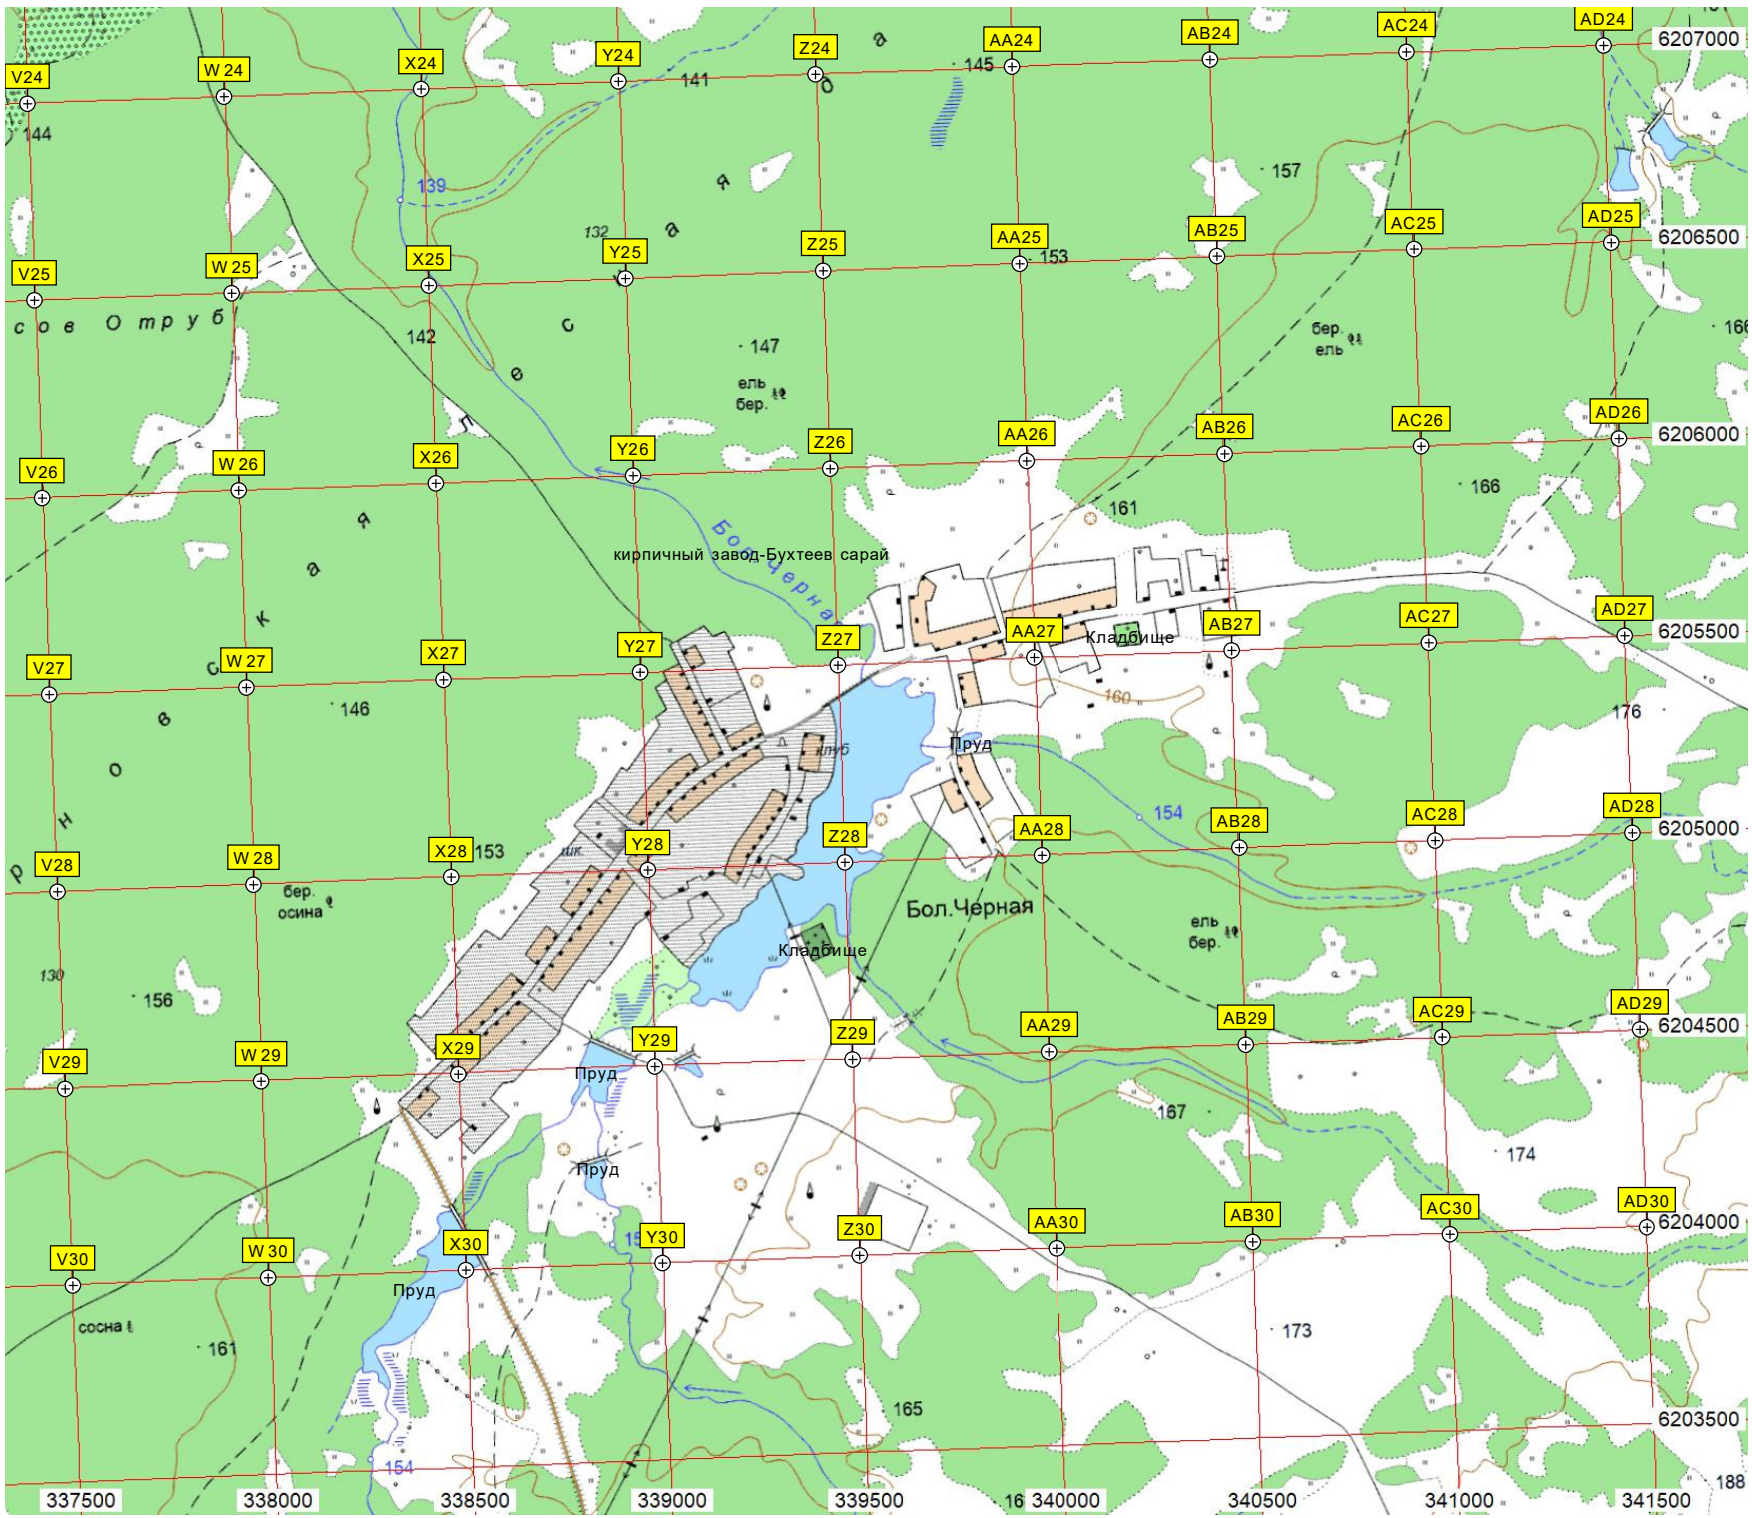 V24
W24
X24
Y24
Z24
AA24
AB24
AC24
AD24
6207000
144
141
145
а
о
139
157
я
132
а
V25
W25
X25
Y25
Z25
AA25
AB25
AC25
AD25
6206500
153
сов Отруб
142
с
е
л
147
ель
бер.
бер.
ель
166
V26
W26
X26
Y26
Z26
AA26
AB26
AC26
AD26
6206000
166
161
я
а
к
с
в
о
н
р
Бол. Черная
кирпичный завод-Бухтеев сарай
V27
W27
X27
Y27
Z27
AA27
AB27
AC27
AD27
6205500
Кладбище
146
160
176
клуб
Пруд
154
V28
W28
X28
Y28
Z28
AA28
AB28
AC28
AD28
6205000
153
шк.
бер.
осина
Бол.Черная
ель
бер.
Кладбище
130
156
V29
W29
X29
Y29
Z29
AA29
AB29
AC29
AD29
6204500
Пруд
167
174
Пруд
V30
W30
X30
Y30
Z30
AA30
AB30
AC30
AD30
6204000
Пруд
сосна
161
173
165
6203500
154
188
337500
338000
338500
339000
339500
340000
340500
341000
341500